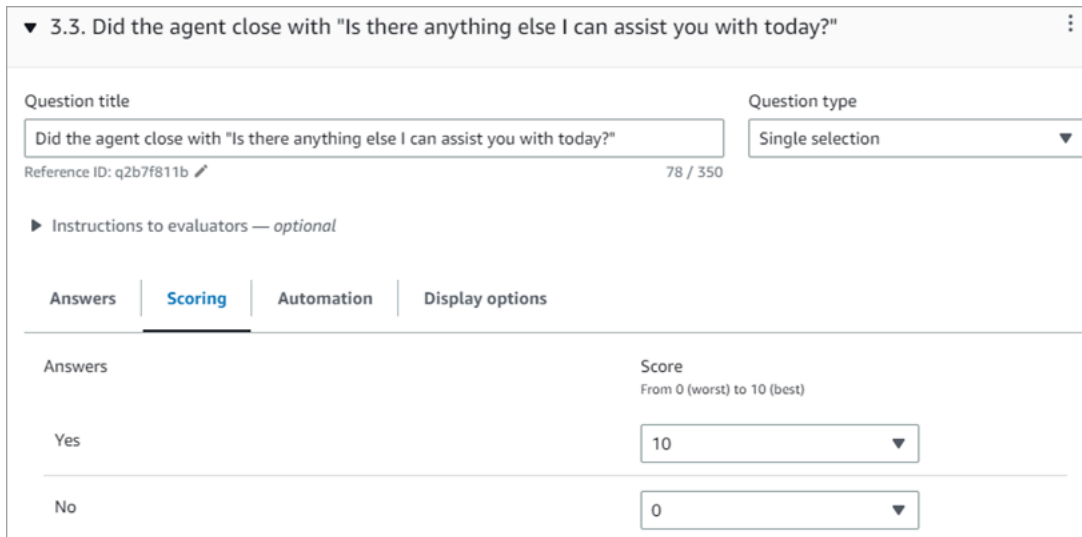 ▼ 3.3. Did the agent close with "Is there anything else I can assist you with today?"
Question title
Question type
Did the agent close with "Is there anything else I can assist you with today?"
Single selection
Reference ID: q2b7f811b
78 / 350
Instructions to evaluators — optional
Answers
Scoring
Automation
Display options
Answers
Score
From 0 (worst) to 10 (best)
Yes
10
No
0